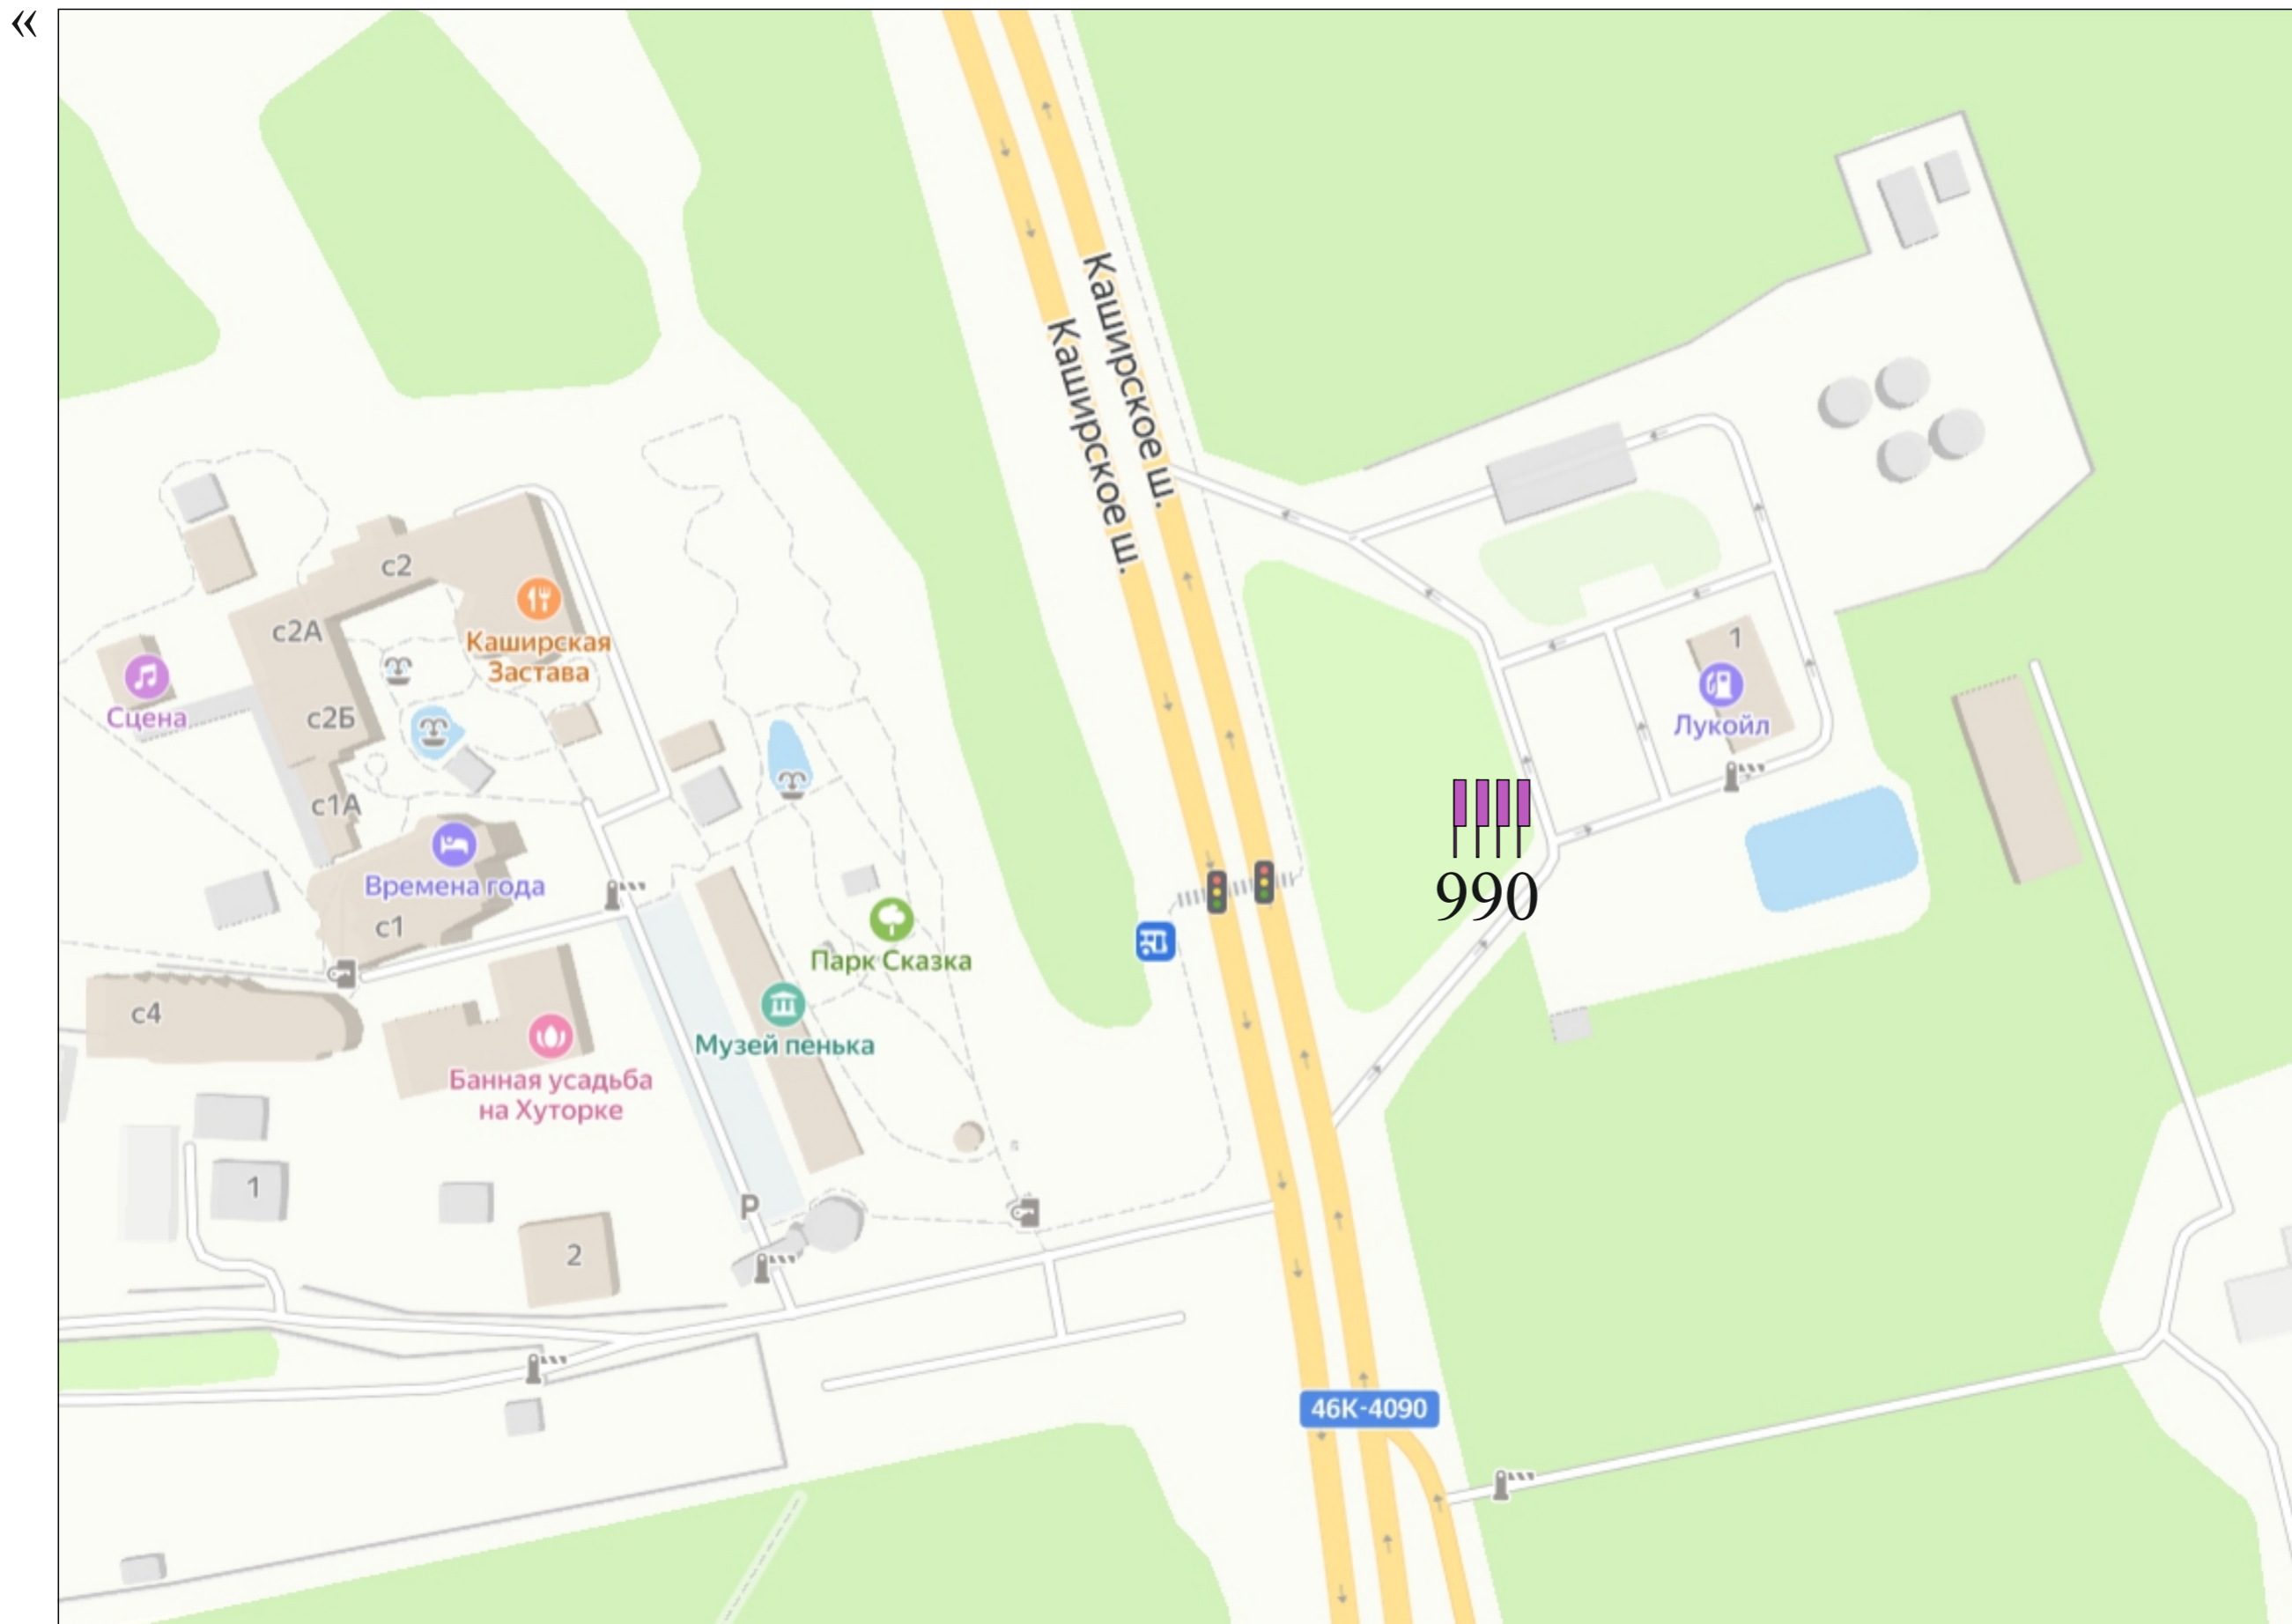 «
Каширское ш.
Каширское ш.
с2
Каширская
Застава
с2А
1
Сцена
с2Б
Лукойл
с1А
Времена года
990
с1
Парк Сказка
с4
Музей пенька
Банная усадьба
на Хуторке
1
P
2
46К-4090